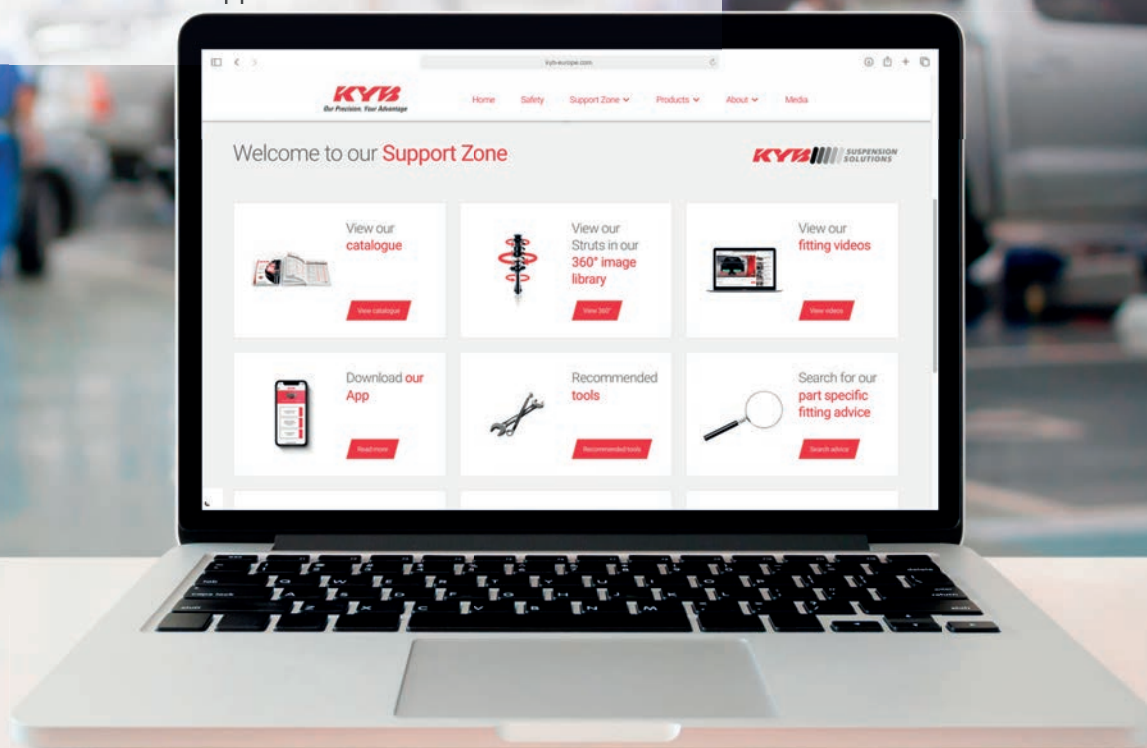 kyb-europe.com
KYB
Our Precision, Your Advantage
Home Safety Support Zone Products About Media
Welcome to our Support Zone
KYB SUSPENSION
SOLUTIONS
View our
catalogue
View catalogue
View our
Struts in our
360° image
library
View 360°
View our
fitting videos
View videos
Download our
App
Read more
Recommended
tools
Recommended tools
Search for our
part specific
fitting advice
Search advice